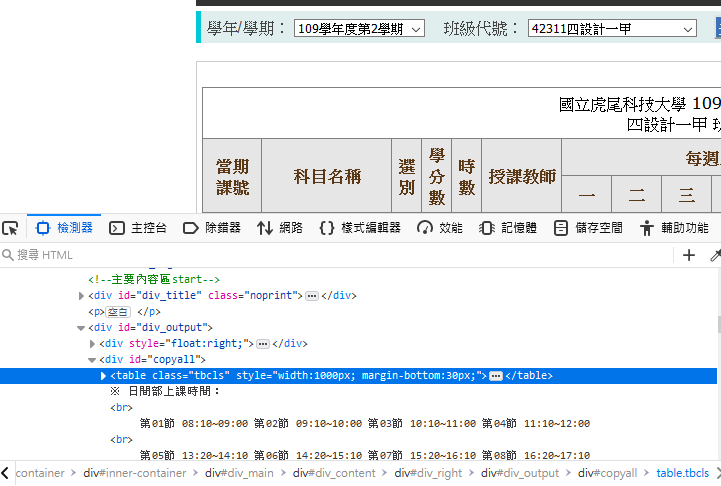 學年/學期： 109學年度第2學期 班級代號： 42311四設計一甲
國立虎尾科技大學 109
四設計一甲 班
當期課號 科目名稱 選別 學分數 時數 授課教師 每週
一 二 三
檢測器 主控台 除錯器 網路 樣式編輯器 效能 記憶體 儲存空間 輔助功能
搜尋 HTML
<!--主要內容區start-->
<div id="div_title" class="noprint">⋯</div>
<p>空白 </p>
<div id="div_output">
<div style="float:right;">⋯</div>
<div id="copyall">
<table class="tbcls" style="width:1000px; margin-bottom:30px;">⋯</table>
※ 日間部上課時間：
<br>
第01節 08:10~09:00 第02節 09:10~10:00 第03節 10:10~11:00 第04節 11:10~12:00
<br>
第05節 13:20~14:10 第06節 14:20~15:10 第07節 15:20~16:10 第08節 16:20~17:10
container > div#inner-container > div#div_main > div#div_content > div#div_right > div#div_output > div#copyall > table.tbcls